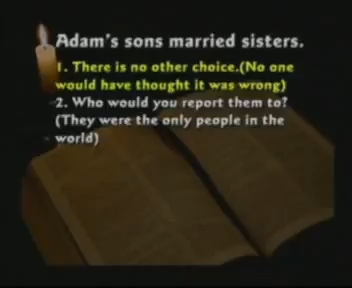 Adam's sons married sisters.
1. There is no other choice.(No one
would have thought it was wrong)
2. Who would you report them to?
(They were the only people in the
world)